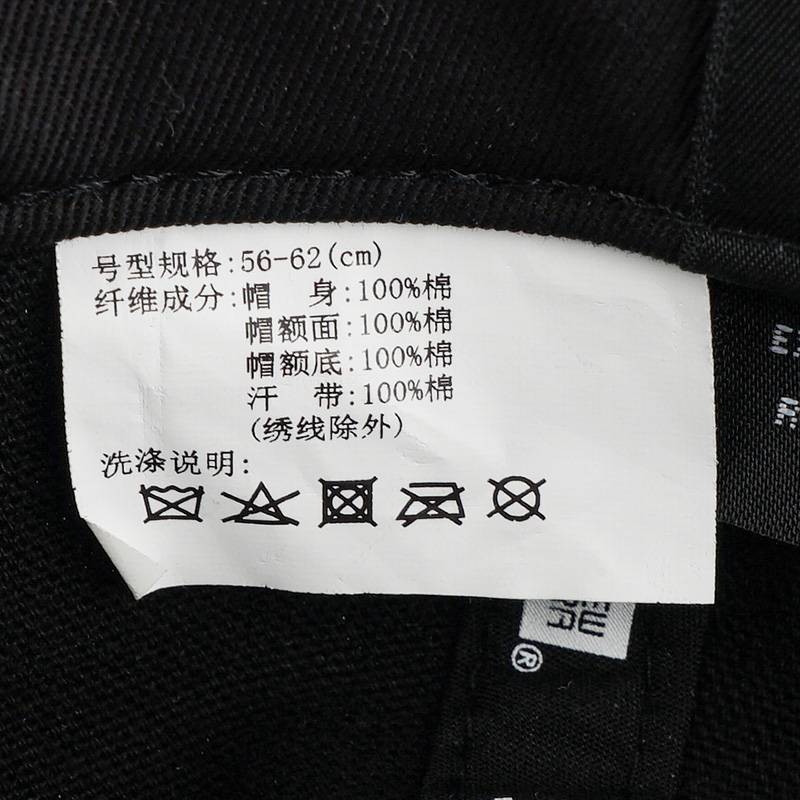 号型规格:56-62(cm)
纤维成分:帽 身:100%棉
帽额面:100%棉
帽额底:100%棉
汗 带:100%棉
(绣线除外)
洗涤说明:
®